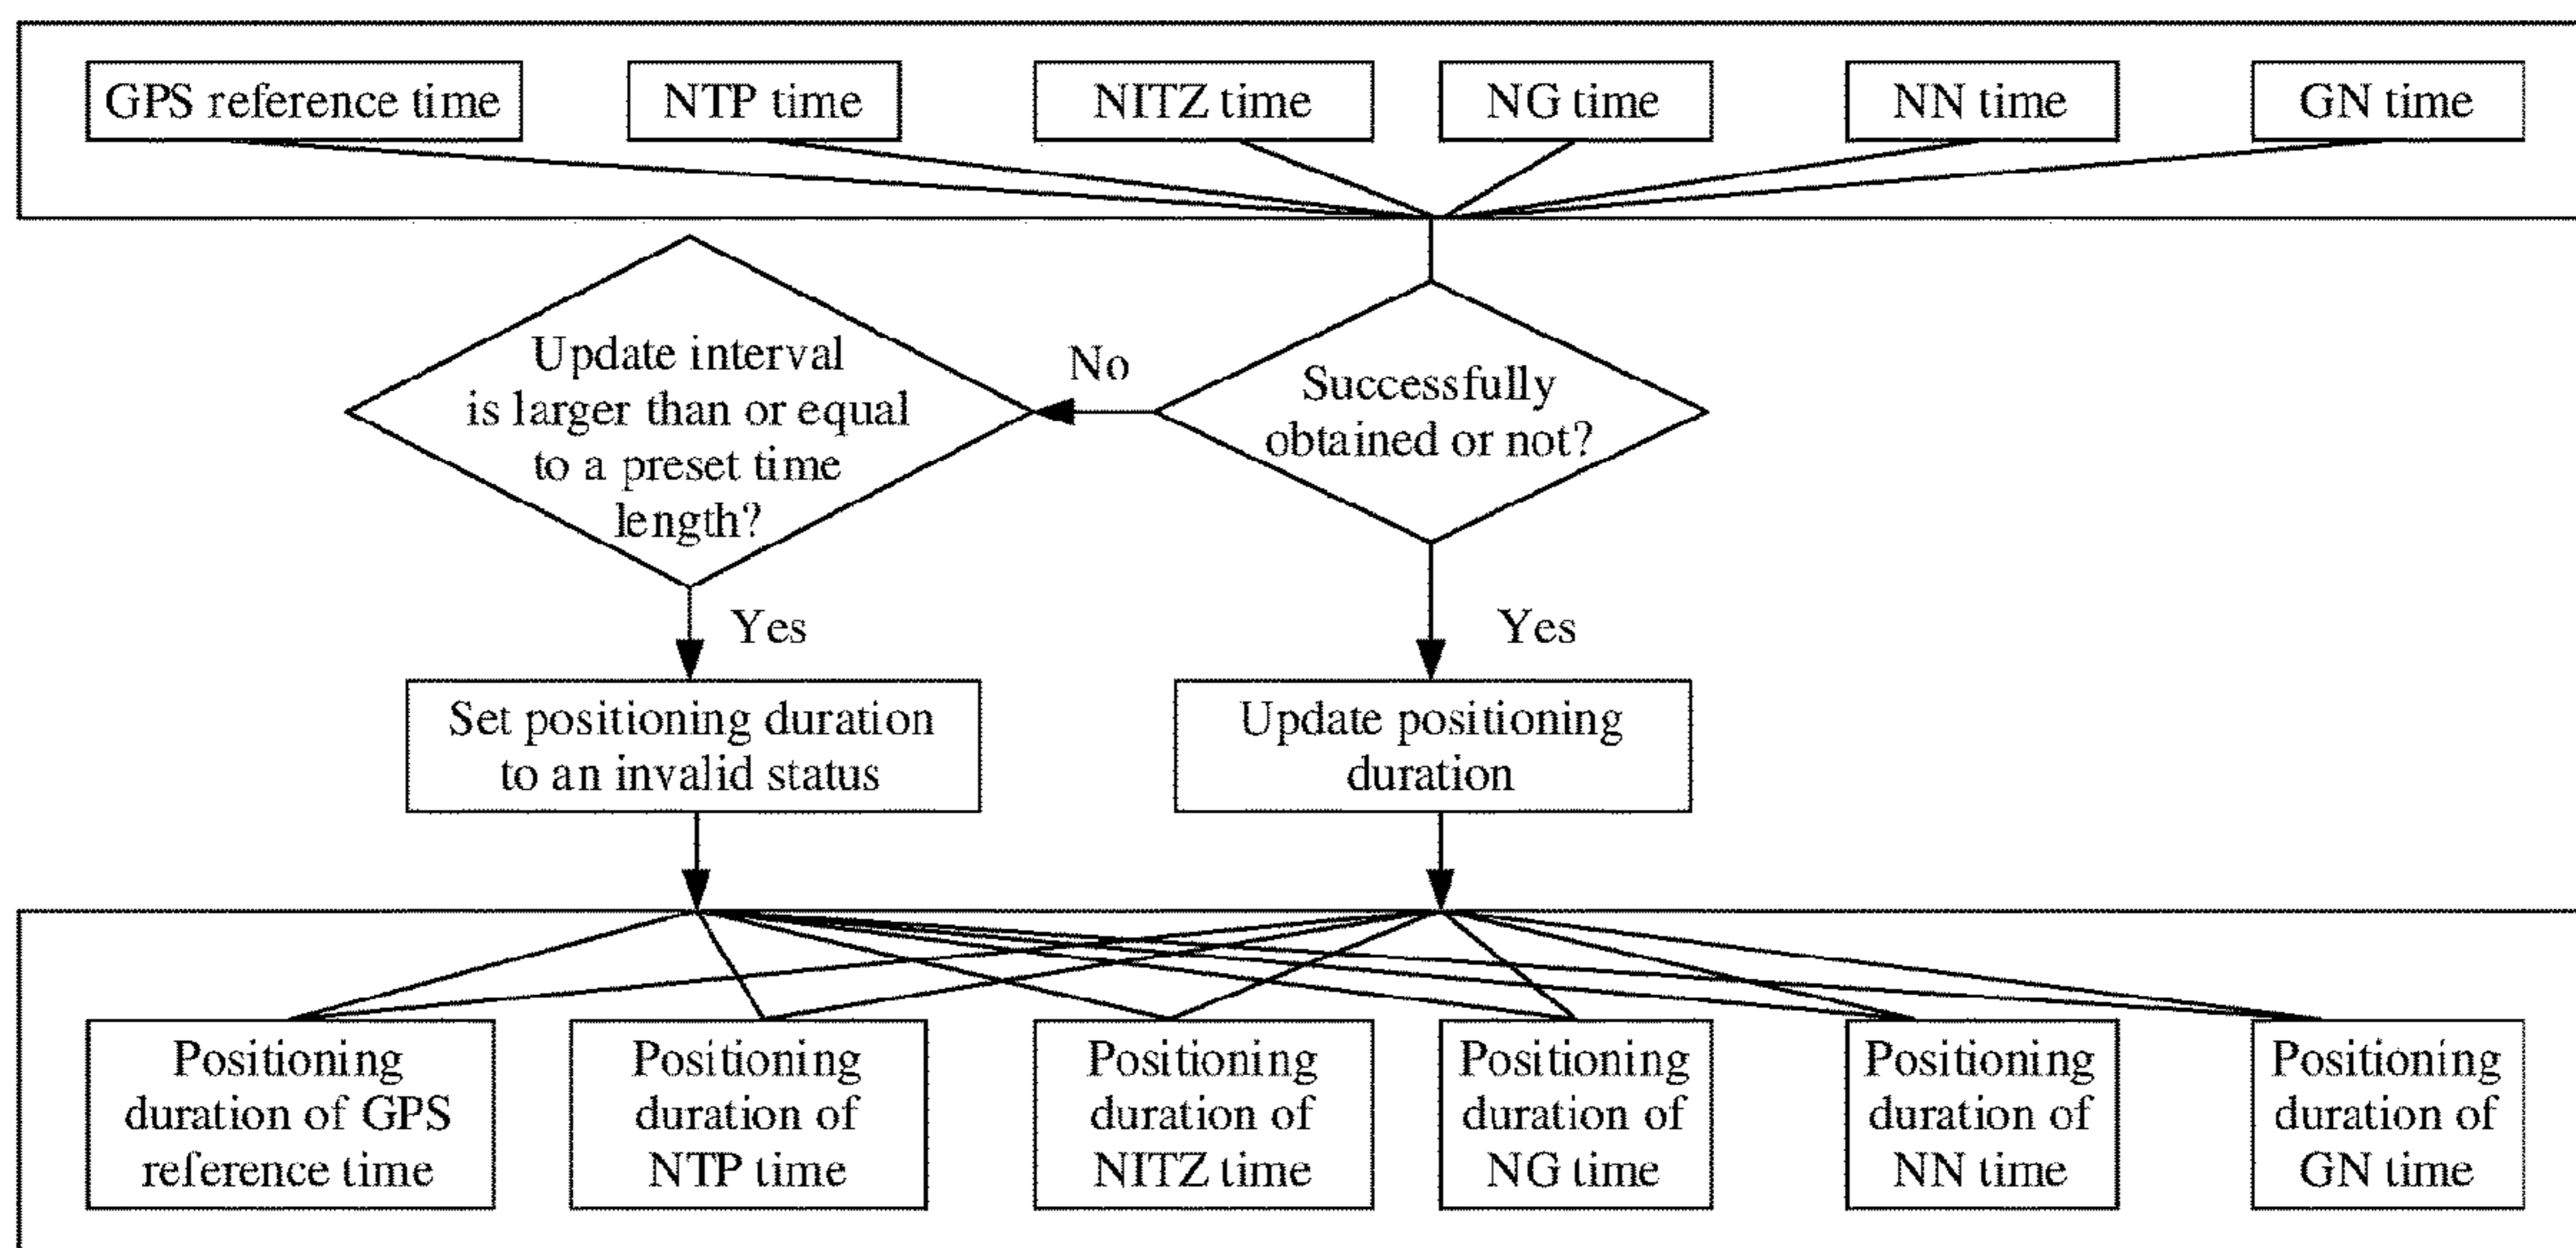 GPS reference time
NTP time
NITZ time
NG time
NN time
GN time
Update interval
is larger than or equal
to a preset time
length?
No
Successfully
obtained or not?
Yes
Yes
Set positioning duration
to an invalid status
Update positioning
duration
Positioning
duration of GPS
reference time
Positioning
duration of
NTP time
Positioning
duration of
NITZ time
Positioning
duration of
NG time
Positioning
duration of
NN time
Positioning
duration of
GN time